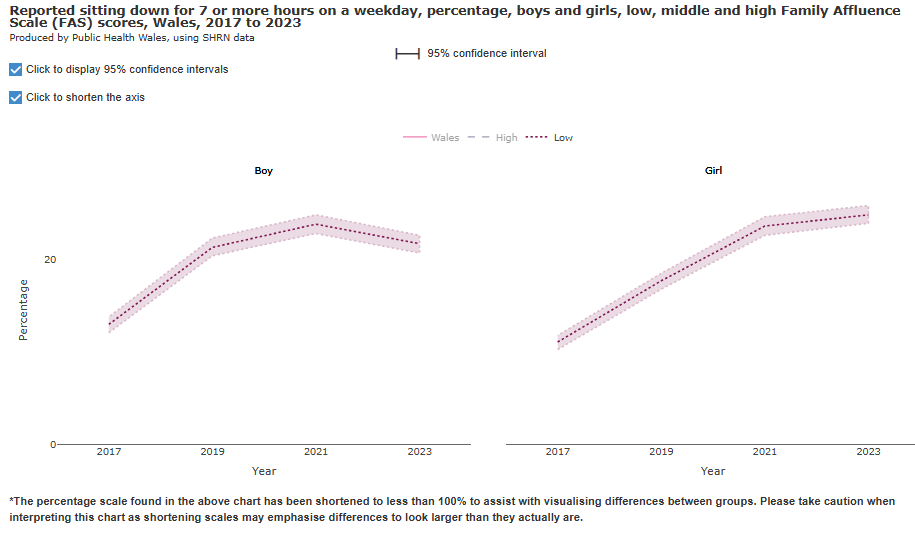 Reported sitting down for 7 or more hours on a weekday, percentage, boys and girls, low, middle and high Family Affluence
Scale (FAS) scores, Wales, 2017 to 2023
Produced by Public Health Wales, using SHRN data
95% confidence interval
Click to display 95% confidence intervals
Click to shorten the axis
Wales High Low
Boy Girl
20
Percentage
0
2017 2019 2021 2023 2017 2019 2021 2023
Year Year
*The percentage scale found in the above chart has been shortened to less than 100% to assist with visualising differences between groups. Please take caution when
interpreting this chart as shortening scales may emphasise differences to look larger than they actually are.